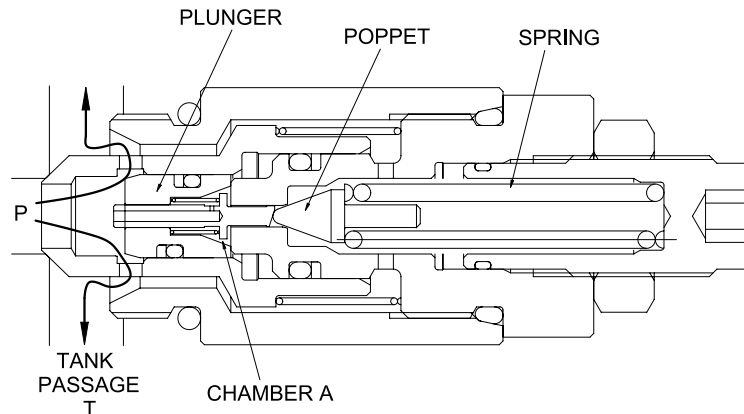 PLUNGER
POPPET
SPRING
P
TANK
PASSAGE
T
CHAMBER A